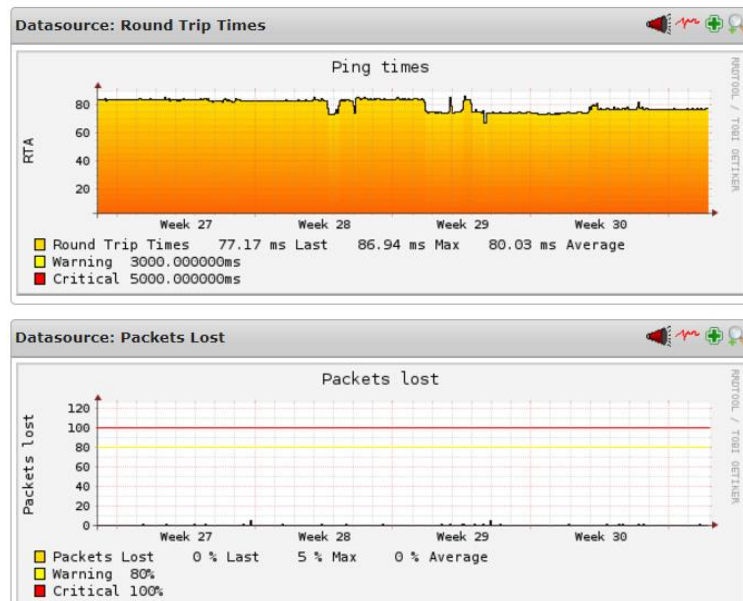 Datasource: Round Trip Times
Ping times
RRDTOOL / TOBI OETIKER
RTA
80
60
40
20
Week 27 Week 28 Week 29 Week 30
Round Trip Times 77.17 ms Last 86.94 ms Max 80.03 ms Average
Warning 3000.000000ms
Critical 5000.000000ms
Datasource: Packets Lost
Packets lost
RRDTOOL / TOBI OETIKER
Packets lost
120
100
80
60
40
20
0
Week 27 Week 28 Week 29 Week 30
Packets Lost 0 % Last 5 % Max 0 % Average
Warning 80%
Critical 100%